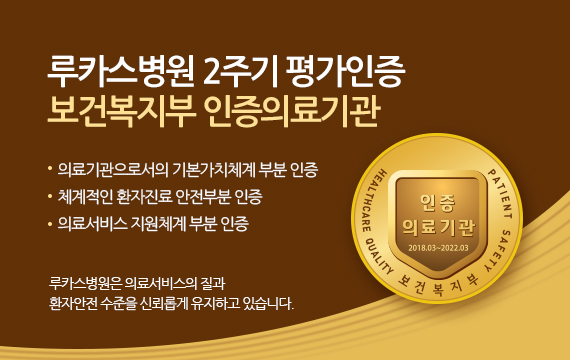 루카스병원 2주기 평가인증
보건복지부 인증의료기관
• 의료기관으로서의 기본가치체계 부분 인증
• 체계적인 환자진료 안전부분 인증
• 의료서비스 지원체계 부분 인증
루카스병원은 의료서비스의 질과
환자안전 수준을 신뢰롭게 유지하고 있습니다.
HEALTHCARE QUALITY
PATIENT SAFETY
인증
의료기관
2018.03~2022.03
보건복지부